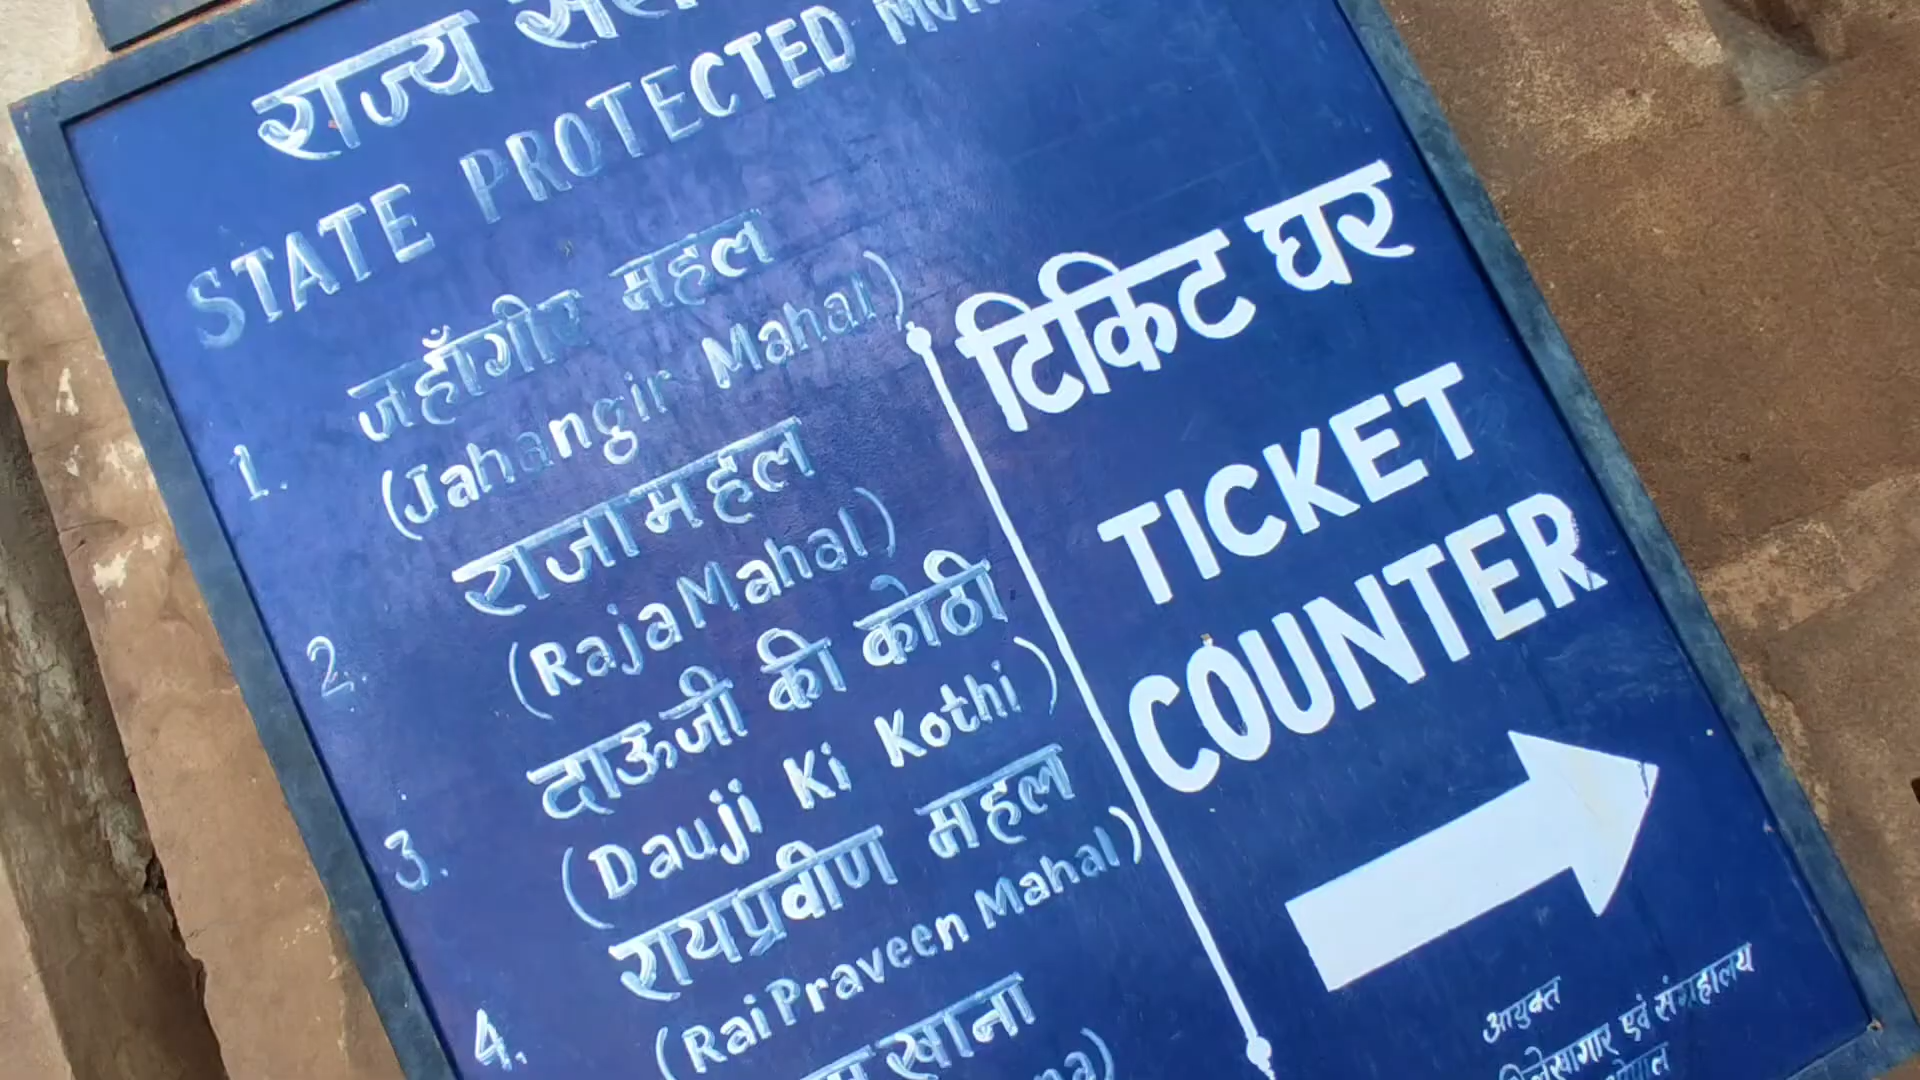 राज्य
STATE PROTECTED
1. जहाँगीर महल
(Jahangir Mahal)
2. राजा महल
(Raja Mahal)
3. दाऊजी की कोठी
(Dauji Ki Kothi)
4. रायप्रवीण महल
(Rai Praveen Mahal)
खाना
टिकिट घर
TICKET
COUNTER
आयुक्त
एवं संग्रहालय